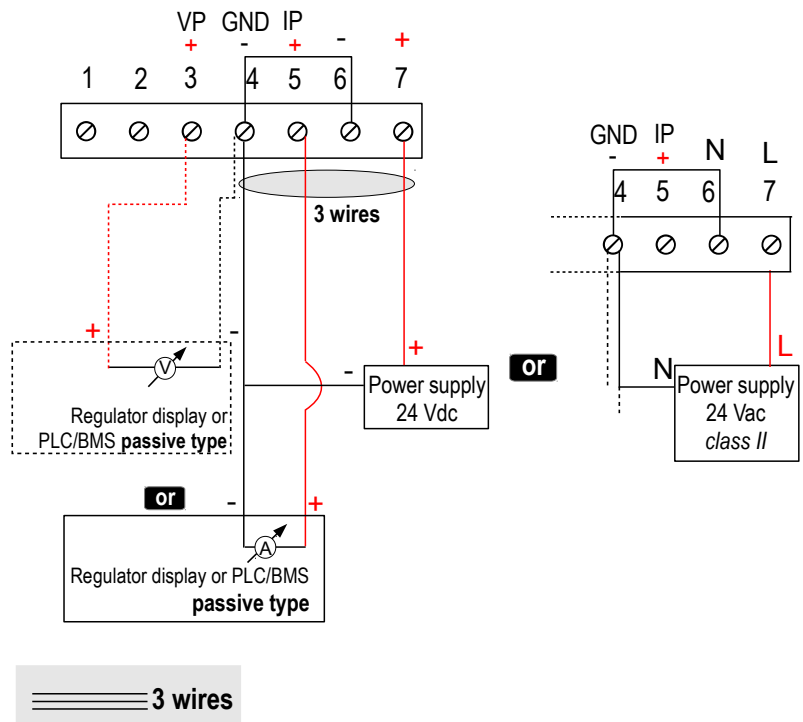 VP GND IP
+ - + - +
1 2 3 4 5 6 7
3 wires
+
-
V
Regulator display or
PLC/BMS passive type
- +
Power supply
24 Vdc
or
- +
A
Regulator display or PLC/BMS
passive type
3 wires
or
GND IP N L
- +
4 5 6 7
N L
Power supply
24 Vac
class II